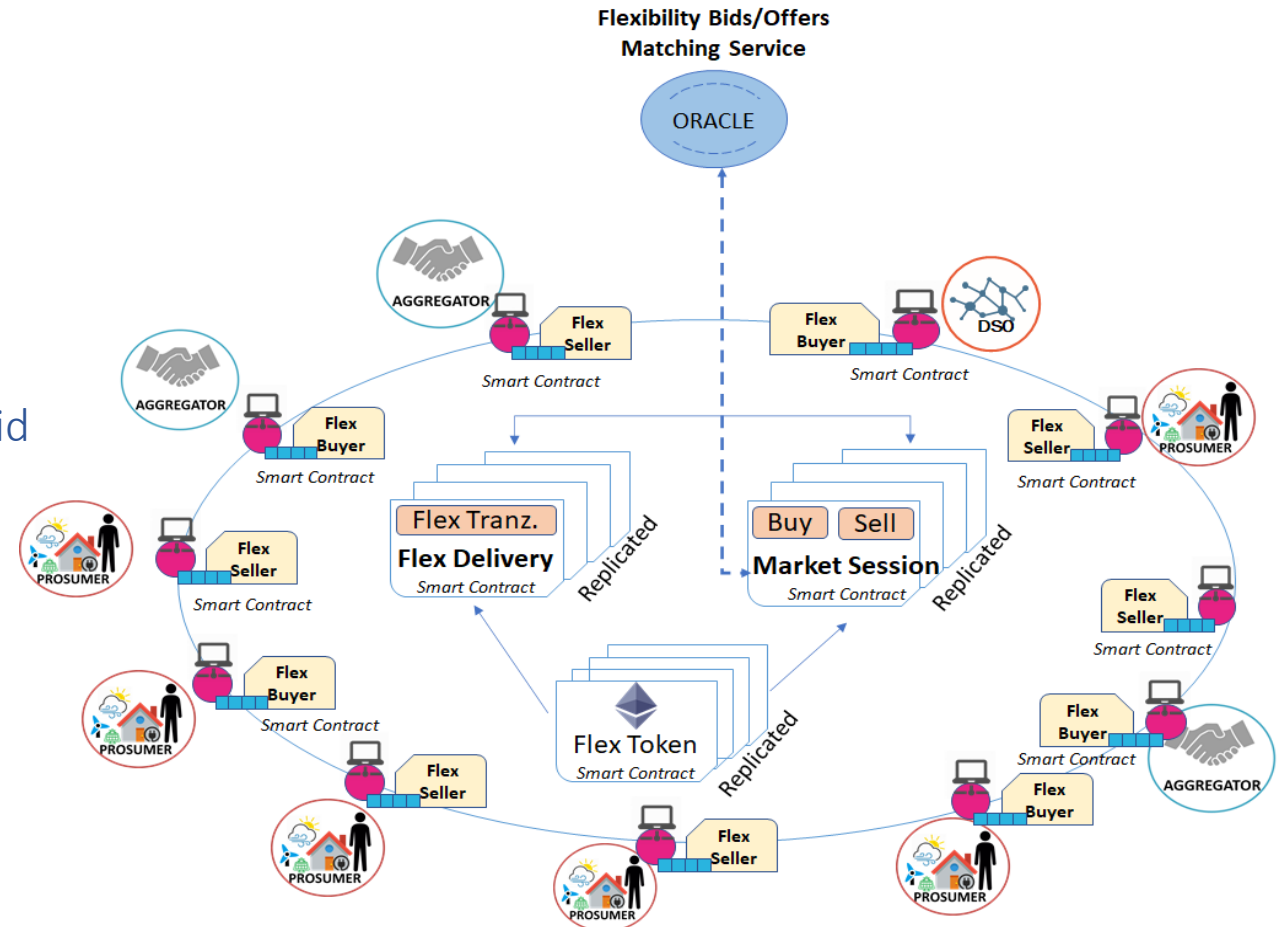 Flexibility Bids/Offers
Matching Service
ORACLE
AGGREGATOR
Flex
Seller
Smart Contract
Flex
Buyer
DSO
Smart Contract
AGGREGATOR
Flex
Buyer
Smart Contract
Flex
Seller
PROSUMER
Smart Contract
id
PROSUMER
Flex
Seller
Smart Contract
Flex Tranz.
Flex Delivery
Smart Contract
Replicated
Buy
Sell
Market Session
Smart Contract
Replicated
Flex
Seller
Smart Contract
PROSUMER
Flex
Buyer
Smart Contract
Flex Token
Smart Contract
Replicated
Flex
Buyer
Smart Contract
AGGREGATOR
PROSUMER
Flex
Seller
PROSUMER
Flex
Seller
PROSUMER
Flex
Buyer